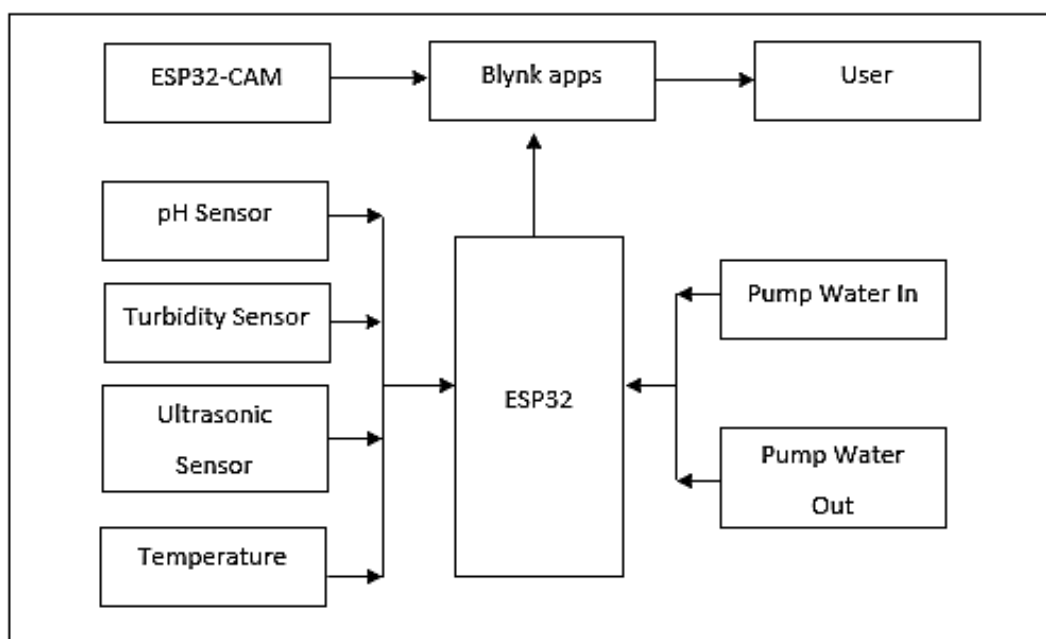 ESP32-CAM
Blynk apps
User
pH Sensor
Turbidity Sensor
Ultrasonic
Sensor
Temperature
ESP32
Pump Water In
Pump Water
Out